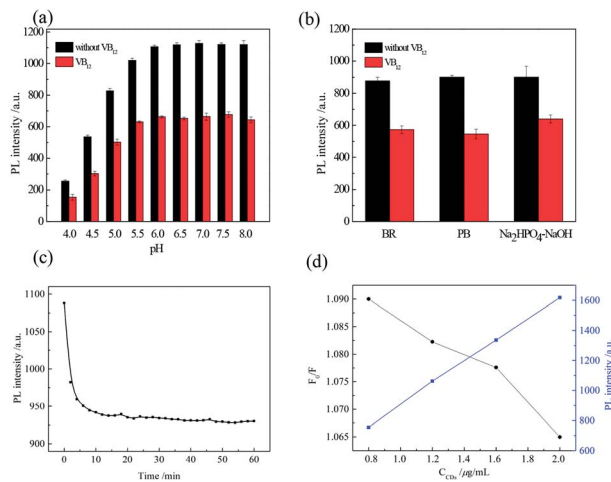 (a)
without VB12
VB12
PL intensity /a.u.
1200
1000
800
600
400
200
0
4.0 4.5 5.0 5.5 6.0 6.5 7.0 7.5 8.0
pH
(b)
without VB12
VB12
PL intensity /a.u.
1200
1000
800
600
400
200
0
BR PB Na2HPO4-NaOH
(c)
PL intensity /a.u.
1100
1050
1000
950
900
0 10 20 30 40 50 60
Time /min
(d)
F0/F
1.090
1.085
1.080
1.075
1.070
1.065
1600
1400
1200
1000
800
600
PL intensity /a.u.
0.8 1.0 1.2 1.4 1.6 1.8 2.0
CCDs /μg/mL